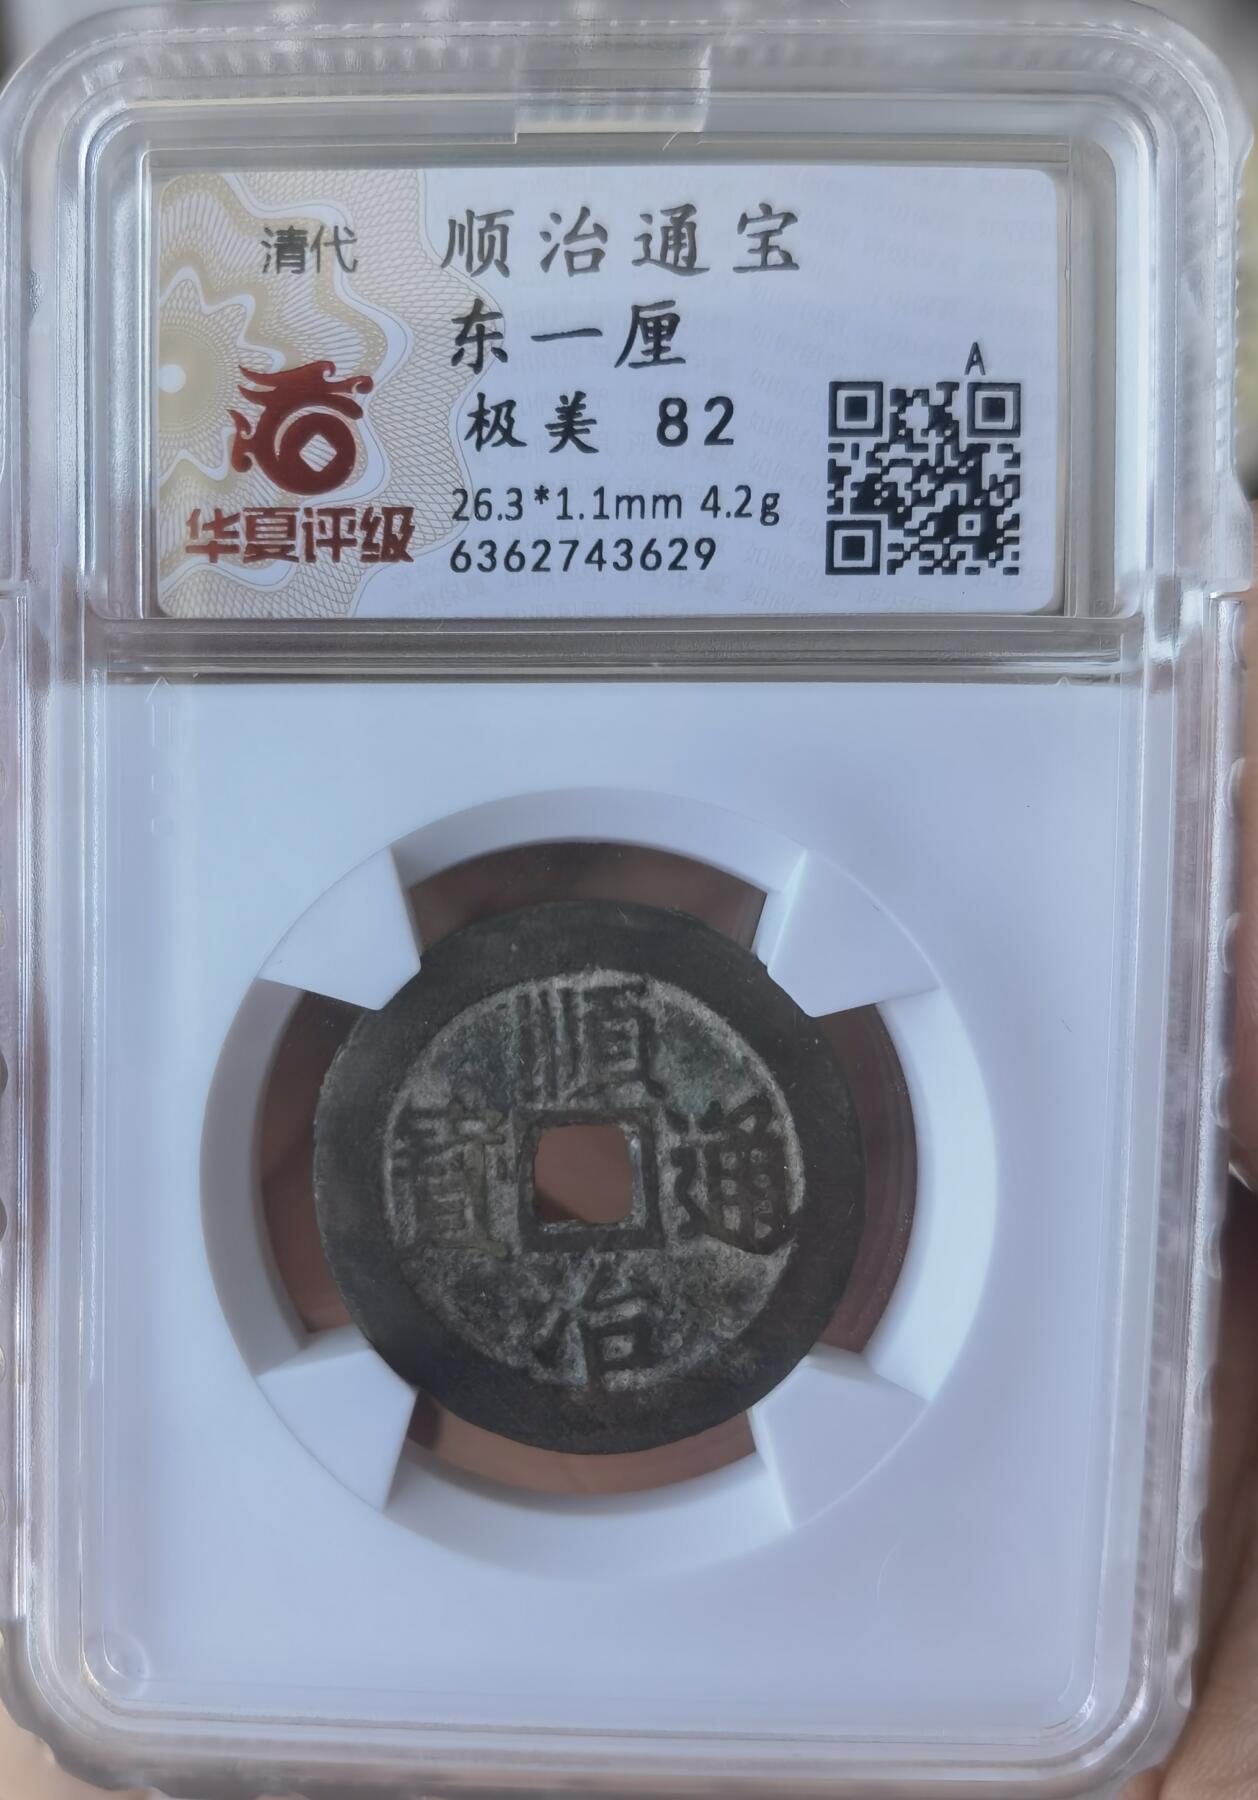 清代
顺治通宝
东一厘
极美 82
26.3*1.1mm 4.2g
6362743629
A
华夏评级
順治通寶